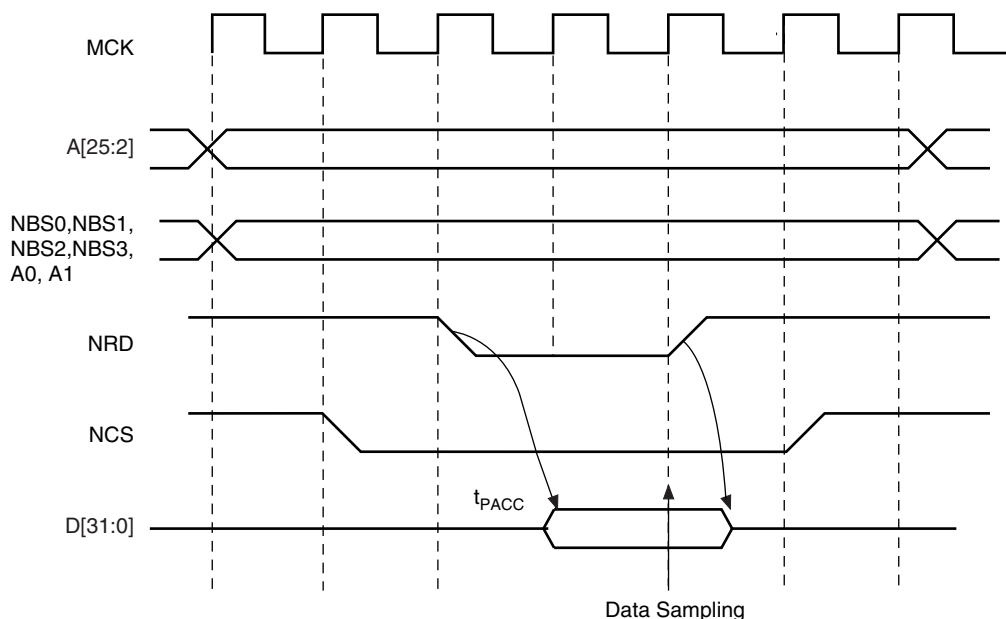 MCK
A[25:2]
NBS0,NBS1,
NBS2,NBS3,
A0, A1
NRD
NCS
tPACC
D[31:0]
Data Sampling